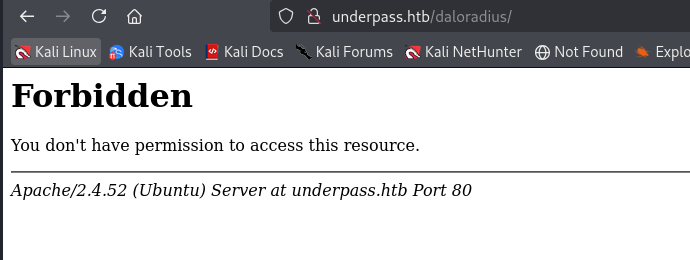 underpass.htb/daloradius/
Kali Linux Kali Tools Kali Docs Kali Forums Kali NetHunter Not Found Explo
Forbidden
You don't have permission to access this resource.
Apache/2.4.52 (Ubuntu) Server at underpass.htb Port 80